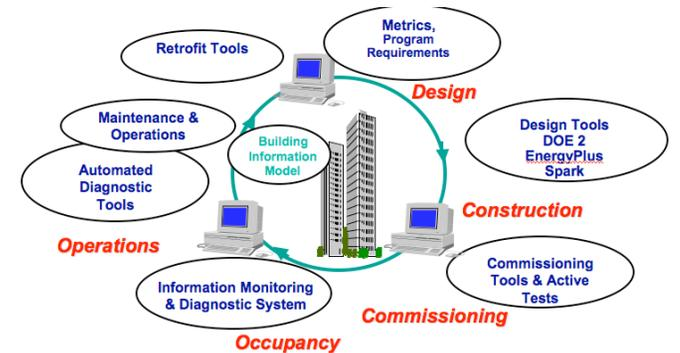 Metrics,
Program
Requirements
Retrofit Tools
Design
Maintenance &
Operations
Building
Information
Model
Design Tools
DOE 2
EnergyPlus
Spark
Automated
Diagnostic
Tools
Construction
Operations
Commissioning
Tools & Active
Tests
Information Monitoring
& Diagnostic System
Commissioning
Occupancy